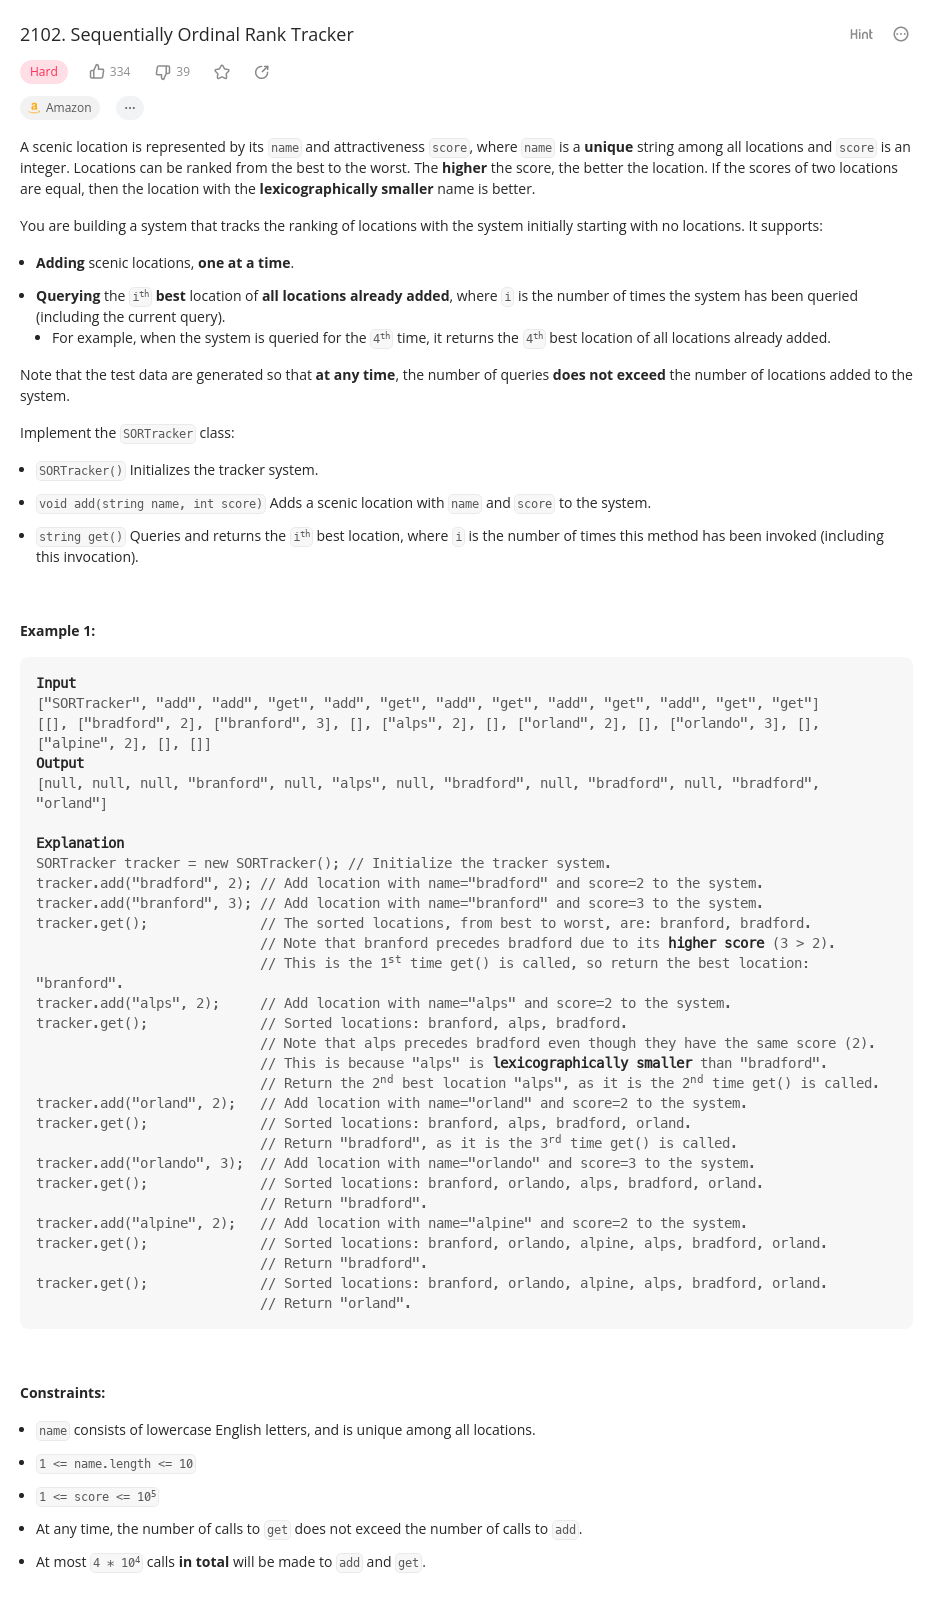 2102. Sequentially Ordinal Rank Tracker
Hint
Hard 334 39
Amazon ...
A scenic location is represented by its name and attractiveness score, where name is a unique string among all locations and score is an
integer. Locations can be ranked from the best to the worst. The higher the score, the better the location. If the scores of two locations
are equal, then the location with the lexicographically smaller name is better.
You are building a system that tracks the ranking of locations with the system initially starting with no locations. It supports:
• Adding scenic locations, one at a time.
• Querying the iᵗʰ best location of all locations already added, where i is the number of times the system has been queried
(including the current query).
• For example, when the system is queried for the 4ᵗʰ time, it returns the 4ᵗʰ best location of all locations already added.
Note that the test data are generated so that at any time, the number of queries does not exceed the number of locations added to the
system.
Implement the SORTracker class:
• SORTracker() Initializes the tracker system.
• void add(string name, int score) Adds a scenic location with name and score to the system.
• string get() Queries and returns the iᵗʰ best location, where i is the number of times this method has been invoked (including
this invocation).
Example 1:
Input
["SORTracker", "add", "add", "get", "add", "get", "add", "get", "add", "get", "add", "get", "get"]
[[], ["bradford", 2], ["branford", 3], [], ["alps", 2], [], ["orland", 2], [], ["orlando", 3], [],
["alpine", 2], [], []]
Output
[null, null, null, "branford", null, "alps", null, "bradford", null, "bradford", null, "bradford",
"orland"]
Explanation
SORTracker tracker = new SORTracker(); // Initialize the tracker system.
tracker.add("bradford", 2); // Add location with name="bradford" and score=2 to the system.
tracker.add("branford", 3); // Add location with name="branford" and score=3 to the system.
tracker.get(); // The sorted locations, from best to worst, are: branford, bradford.
// Note that branford precedes bradford due to its higher score (3 > 2).
// This is the 1ˢᵗ time get() is called, so return the best location:
"branford".
tracker.add("alps", 2); // Add location with name="alps" and score=2 to the system.
tracker.get(); // Sorted locations: branford, alps, bradford.
// Note that alps precedes bradford even though they have the same score (2).
// This is because "alps" is lexicographically smaller than "bradford".
// Return the 2ⁿᵈ best location "alps", as it is the 2ⁿᵈ time get() is called.
tracker.add("orland", 2); // Add location with name="orland" and score=2 to the system.
tracker.get(); // Sorted locations: branford, alps, bradford, orland.
// Return "bradford", as it is the 3ʳᵈ time get() is called.
tracker.add("orlando", 3); // Add location with name="orlando" and score=3 to the system.
tracker.get(); // Sorted locations: branford, orlando, alps, bradford, orland.
// Return "bradford".
tracker.add("alpine", 2); // Add location with name="alpine" and score=2 to the system.
tracker.get(); // Sorted locations: branford, orlando, alpine, alps, bradford, orland.
// Return "bradford".
tracker.get(); // Sorted locations: branford, orlando, alpine, alps, bradford, orland.
// Return "orland".
Constraints:
• name consists of lowercase English letters, and is unique among all locations.
• 1 <= name.length <= 10
• 1 <= score <= 10⁵
• At any time, the number of calls to get does not exceed the number of calls to add.
• At most 4 * 10⁴ calls in total will be made to add and get.